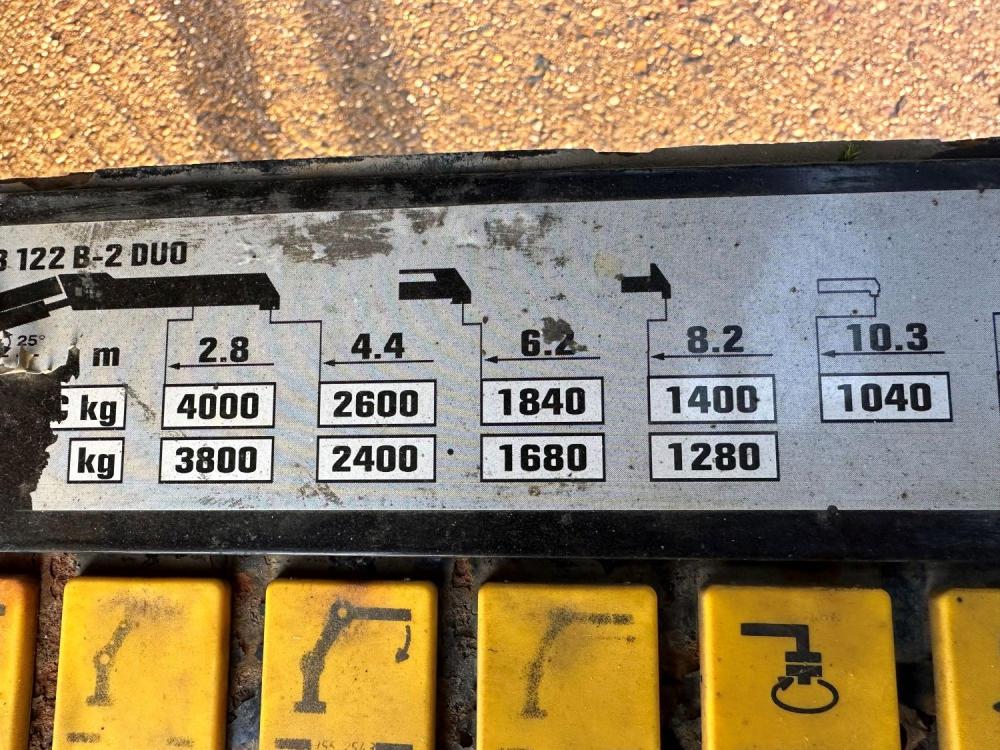 122 B-2 DUO
25°
m 2.8 4.4 6.2 8.2 10.3
kg 4000 2600 1840 1400 1040
kg 3800 2400 1680 1280